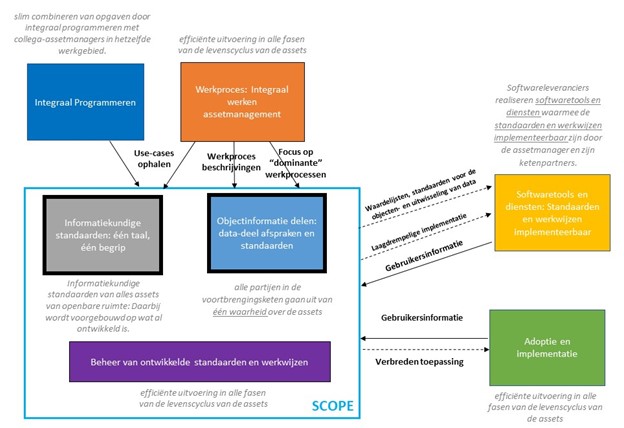 slim combineren van opgaven door
integraal programmeren met
collega-assetmanagers in hetzelfde
werkgebied.
efficiënte uitvoering in alle fasen
van de levenscyclus van de assets
Integraal Programmeren
Werkproces: Integraal
werken
assetmanagement
Softwareleveranciers
realiseren softwaretools en
diensten waarmee de
standaarden en werkwijzen
implementeerbaar zijn door
de assetmanager en zijn
ketenpartners.
Use-cases
ophalen
Werkproces
beschrijvingen
Focus op
“dominante”
werkprocessen
Waardelijsten, standaarden voor de
objecten- en uitwisseling van data
Laagdrempelige implementatie
Gebruikersinformatie
Informatiekundige
standaarden: één taal,
één begrip
Objectinformatie delen:
data-deel afspraken en
standaarden
Softwaretools en
diensten: Standaarden
en werkwijzen
implementeerbaar
Informatiekundige
standaarden van alles assets
van openbare ruimte: Daarbij
wordt voorgebouwd op wat al
ontwikkeld is.
alle partijen in de
voortbrengingsketen gaan uit van
één waarheid over de assets
Gebruikersinformatie
Verbreden toepassing
Adoptie en
implementatie
Beheer van ontwikkelde standaarden en werkwijzen
efficiënte uitvoering in alle fasen
van de levenscyclus van de assets
SCOPE
efficiënte uitvoering in alle
fasen van de levenscyclus van
de assets